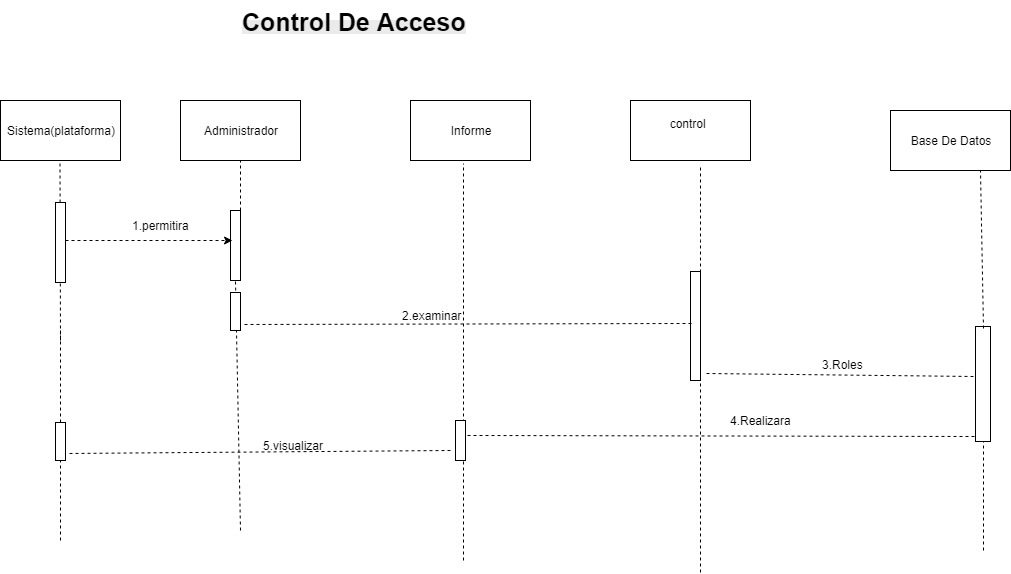 Control De Acceso
Sistema(plataforma)
Administrador
Informe
control
Base De Datos
1.permitira
2.examinar
3.Roles
4.Realizara
5.visualizar